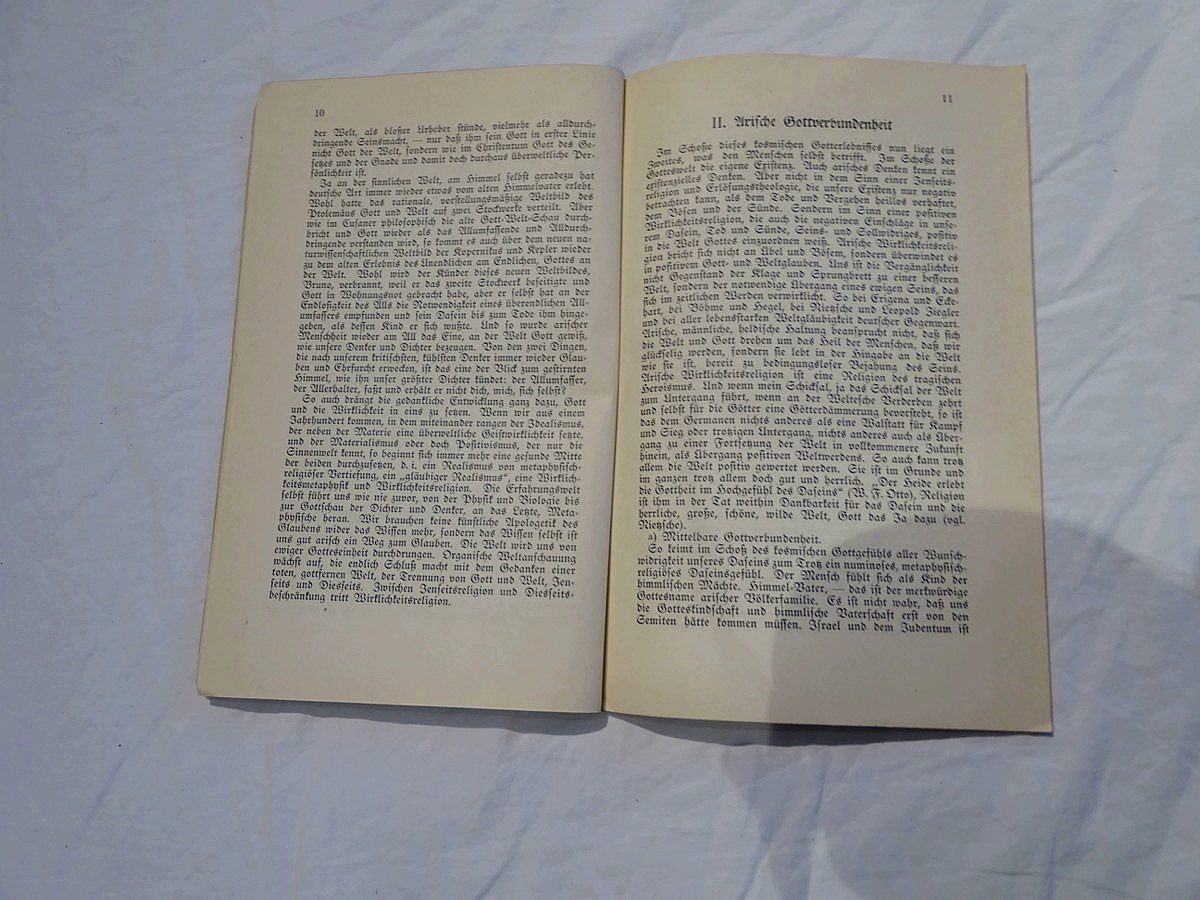 10
der Welt, als bloßer Urheber stünde, vielmehr als alldurch-
dringende Seinsmacht, — nur daß ihm sein Gott in erster Linie
nicht Gott der Welt, sondern wie im Christentum Gott des Ge-
setzes und der Gnade und damit doch durchaus überweltliche Per-
sönlichkeit ist.
Ja an der sinnlichen Welt, am Himmel selbst geradezu hat
deutsche Art immer wieder etwas vom alten Himmelvater erlebt.
Wohl hatte das rationale, vorstellungsmäßige Weltbild des
Ptolemäus Gott und Welt auf zwei Stockwerke verteilt. Aber
wie im Cusaner philosophisch die alte Gott-Welt-Schau durch-
bricht und Gott wieder als das Allumfassende und Alldurch-
dringende verstanden wird, so kommt es auch über dem neuen na-
turwissenschaftlichen Weltbild der Kopernikus und Kepler wieder
zu dem alten Erlebnis des Unendlichen am Endlichen, Gottes an
der Welt. Wohl wird der Künder dieses neuen Weltbildes,
Bruno, verbrannt, weil er das zweite Stockwerk beseitigte und
Gott in Wohnungsnot gebracht habe, aber er selbst hat an der
Endlosigkeit des Alls die Notwendigkeit eines überendlichen All-
umfassers empfunden und sein Dasein bis zum Tode ihm hinge-
geben, als dessen Kind er sich wußte. Und so wurde arischer
Menschheit wieder am All das Eine, an der Welt Gott gewiß,
wie unsere Denker und Dichter bezeugen. Von den zwei Dingen,
die nach unserem kritischsten, kühlsten Denker immer wieder Glau-
ben und Ehrfurcht erwecken, ist das eine der Blick zum gestirnten
Himmel, wie ihn unser größter Dichter kündet: der Allumfasser,
der Allerhalter, faßt und erhält er nicht dich, mich, sich selbst?
So auch drängt die gedankliche Entwicklung ganz dazu, Gott
und die Wirklichkeit in eins zu setzen. Wenn wir aus einem
Jahrhundert kommen, in dem miteinander rangen der Idealismus,
der neben der Materie eine überweltliche Geistwirklichkeit setzte,
und der Materialismus oder doch Positivismus, der nur die
Sinnenwelt kennt, so beginnt sich immer mehr eine gesunde Mitte
der beiden durchzusetzen, d. i. ein Realismus von metaphysisch-
religiöser Vertiefung, ein „gläubiger Realismus“, eine Wirklich-
keitsmetaphysik und Wirklichkeitsreligion. Die Erfahrungswelt
selbst führt uns wie nie zuvor, von der Physik und Biologie bis
zur Gottschau der Dichter und Denker, an das Letzte, Meta-
physische heran. Wir brauchen keine künstliche Apologetik des
Glaubens wider das Wissen mehr, sondern das Wissen selbst ist
uns gut arisch ein Weg zum Glauben. Die Welt wird uns von
ewiger Gotteseinheit durchdrungen. Organische Weltanschauung
wächst auf, die endlich Schluß macht mit dem Gedanken einer
toten, gottfernen Welt, der Trennung von Gott und Welt, Jen-
seits und Diesseits. Zwischen Jenseitsreligion und Diesseits-
beschränkung tritt Wirklichkeitsreligion.
11
II. Arische Gottverbundenheit
Im Schoße dieses kosmischen Gotterlebnisses nun liegt ein
Zweites, was den Menschen selbst betrifft. Im Schoße der
Gotteswelt die eigene Existenz. Auch arisches Denken kennt ein
existenzielles Denken. Aber nicht in dem Sinn einer Jenseits-
religion und Erlösungstheologie, die unsere Existenz nur negativ
betrachten kann, als dem Tode und Vergehen heillos verhaftet,
dem Bösen und der Sünde. Sondern im Sinn einer positiven
Wirklichkeitsreligion, die auch die negativen Einschläge in unse-
rem Dasein, Tod und Sünde, Seins- und Sollwidriges, positiv
in die Welt Gottes einzuordnen weiß. Arische Wirklichkeitsreli-
gion bricht sich nicht an Übel und Bösem, sondern überwindet es
in positivem Gott- und Weltglauben. Uns ist die Vergänglichkeit
nicht Gegenstand der Klage und Sprungbrett zu einer besseren
Welt, sondern der notwendige Übergang eines ewigen Seins, das
sich im zeitlichen Werden verwirklicht. So bei Erigena und Ecke-
hart, bei Böhme und Hegel, bei Nietzsche und Leopold Ziegler
und bei aller lebensstarken Weltgläubigkeit deutscher Gegenwart.
Arische, männliche, heldische Haltung beansprucht nicht, daß sich
die Welt und Gott drehen um das Heil der Menschen, daß wir
glückselig werden, sondern sie lebt in der Hingabe an die Welt
wie sie ist, bereit zu bedingungsloser Bejahung des Seins.
Arische Wirklichkeitsreligion ist eine Religion des tragischen
Heroismus. Und wenn mein Schicksal, ja das Schicksal der Welt
zum Untergang führt, wenn an der Weltesche Verderben zehrt
und selbst für die Götter eine Götterdämmerung bevorsteht, so ist
das dem Germanen nichts anderes als eine Walstatt für Kampf
und Sieg oder trotzigen Untergang, nichts anderes auch als Über-
gang zu einer Fortsetzung der Welt in vollkommenere Zukunft
hinein, als Übergang positiven Weltwerdens. So auch kann trotz
allem die Welt positiv gewertet werden. Sie ist im Grunde und
im ganzen trotz allem doch gut und herrlich. „Der Heide erlebt
die Gottheit im Hochgefühl des Daseins“ (W. F. Otto), Religion
ist ihm in der Tat weithin Dankbarkeit für das Dasein und die
herrliche, große, schöne, wilde Welt, Gott das Ja dazu (vgl.
Nietzsche).
a) Mittelbare Gottverbundenheit.
So keimt im Schoß des kosmischen Gottgefühls aller Wunsch-
widrigkeit unseres Daseins zum Trotz ein numinoses, metaphysisch-
religiöses Daseinsgefühl. Der Mensch fühlt sich als Kind der
himmlischen Mächte. Himmel-Vater, — das ist der merkwürdige
Gottesname arischer Völkerfamilie. Es ist nicht wahr, daß uns
die Gotteskindschaft und himmlische Vaterschaft erst von den
Semiten hätte kommen müssen. Israel und dem Judentum ist